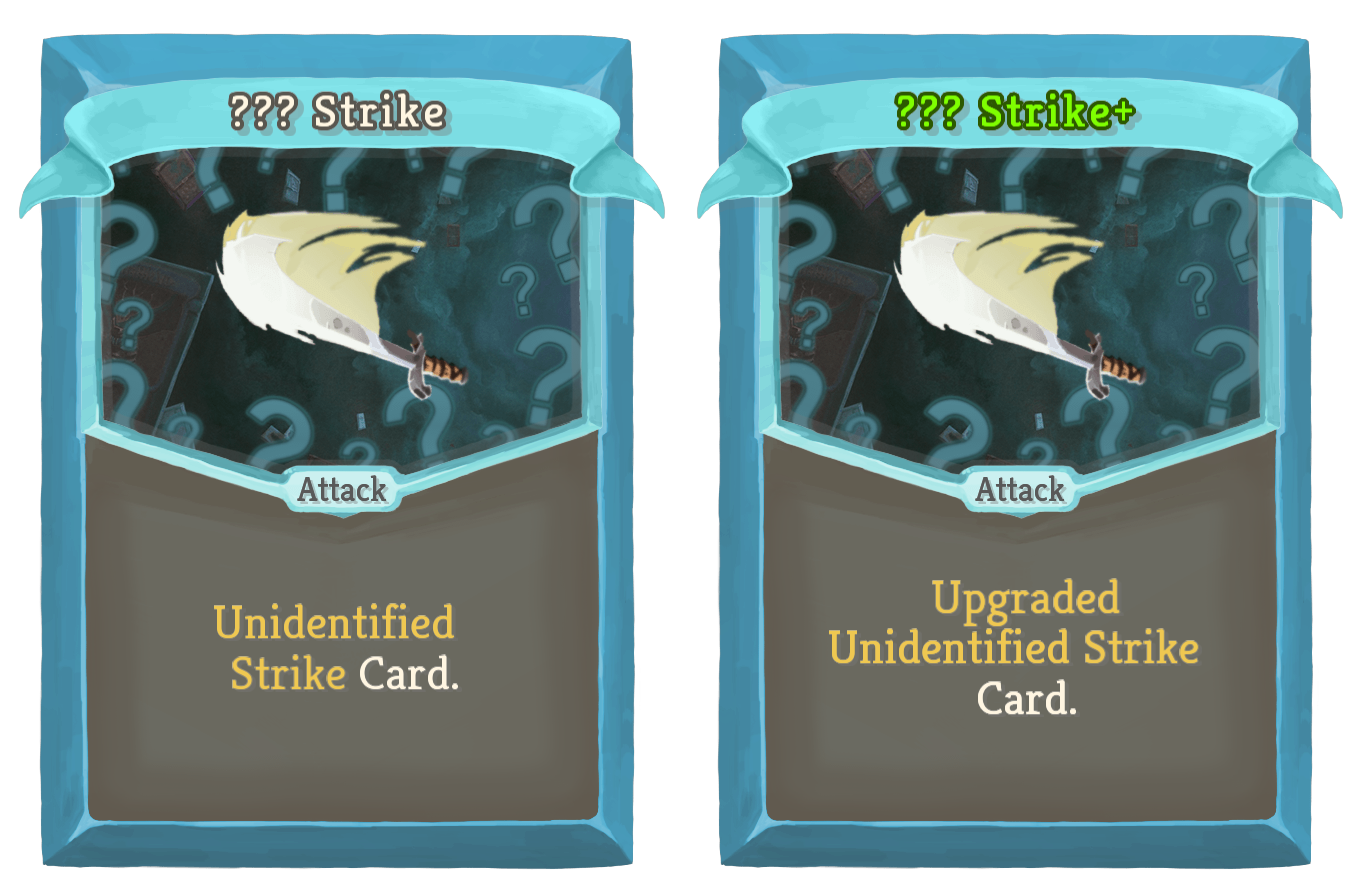 ??? Strike
Attack
Unidentified
Strike Card.
??? Strike+
Attack
Upgraded
Unidentified Strike
Card.